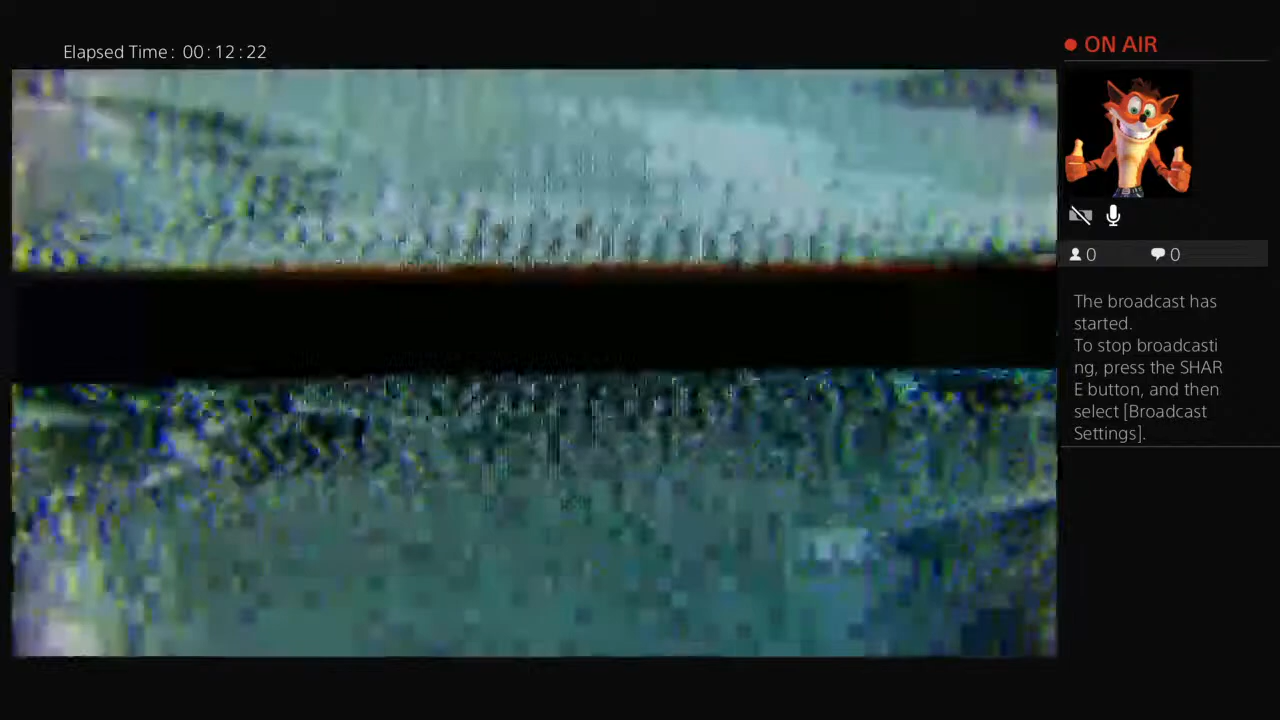 Elapsed Time: 00:12:22
ON AIR
0
0
The broadcast has
started.
To stop broadcasti
ng, press the SHAR
E button, and then
select [Broadcast
Settings].